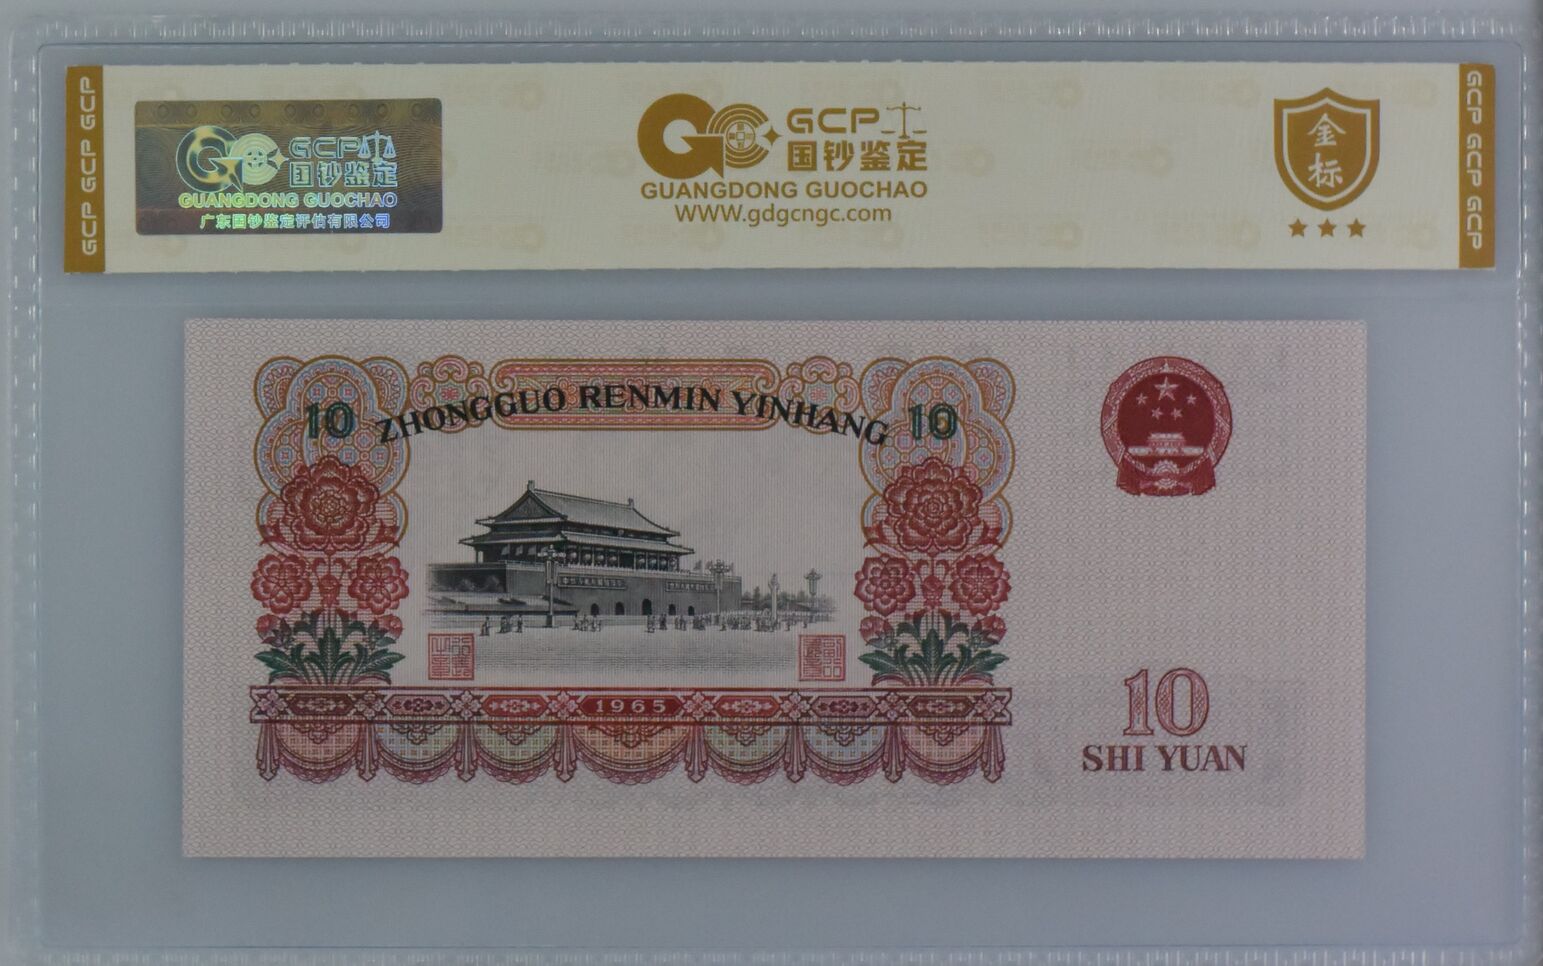 GCP GCP GCP
GCP
国钞鉴定
GUANGDONG GUOCHAO
广东国钞鉴定评估有限公司
GCP
国钞鉴定
GUANGDONG GUOCHAO
WWW.gdgcngc.com
金
标
GCP GCP GCP
10 ZHONGGUO RENMIN YINHANG 10
1965
10
SHI YUAN